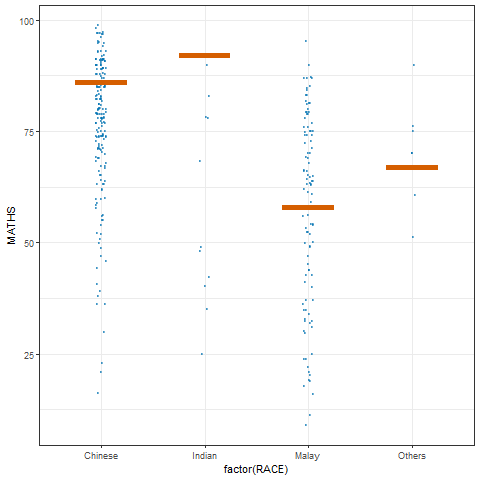 100
75
50
25
MATHS
Chinese
Indian
Malay
Others
factor(RACE)